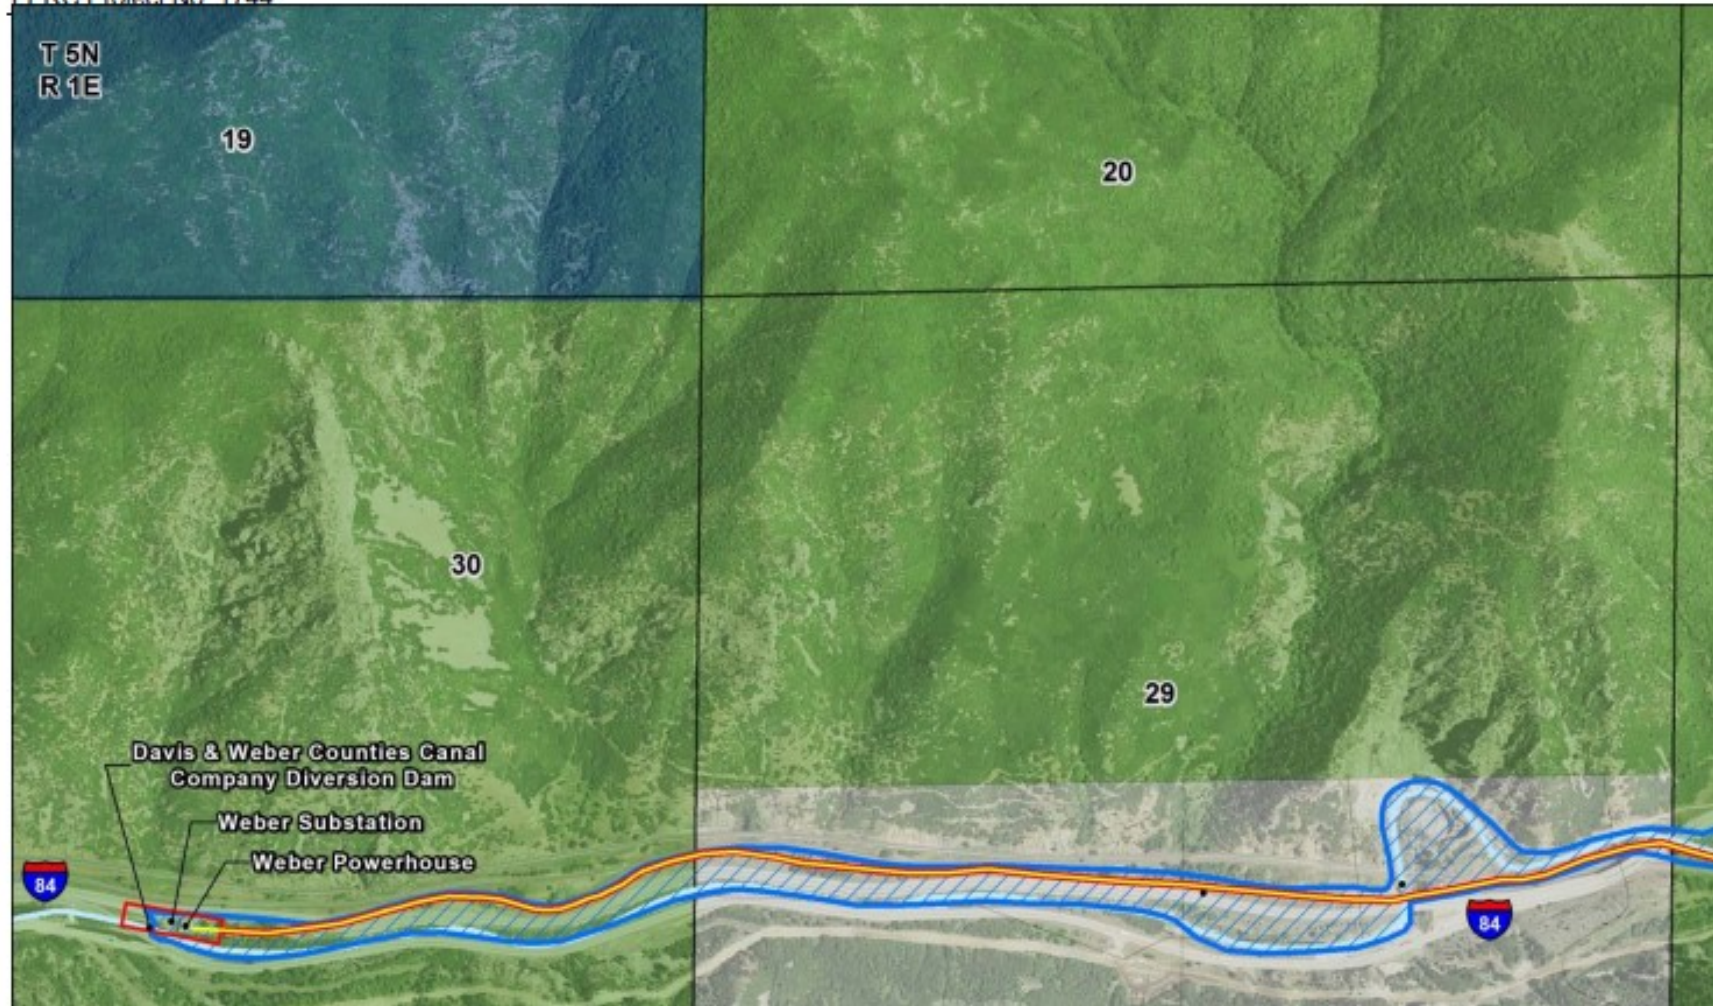 T 5N
R 1E
19
20
30
29
Davis & Weber Counties Canal
Company Diversion Dam
Weber Substation
Weber Powerhouse
84
84